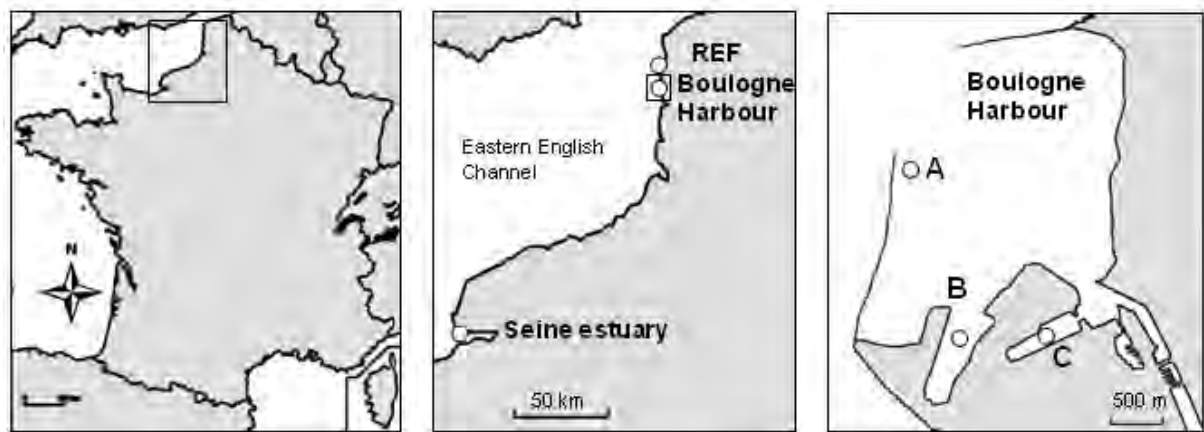 N
REF
Boulogne
Harbour
Eastern English
Channel
Seine estuary
50 km
Boulogne
Harbour
A
B
C
500 m